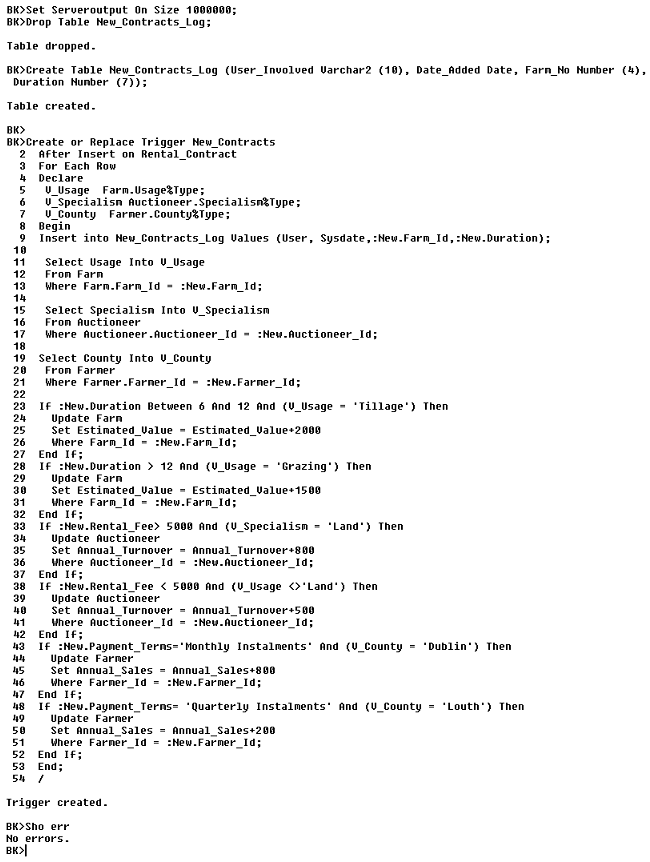 BK>Set Serveroutput On Size 1000000;
BK>Drop Table New_Contracts_Log;
Table dropped.
BK>Create Table New_Contracts_Log (User_Involved Varchar2 (10), Date_Added Date, Farm_No Number (4),
Duration Number (7));
Table created.
BK>
BK>Create or Replace Trigger New_Contracts
2 After Insert on Rental_Contract
3 For Each Row
4 Declare
5 V_Usage Farm.Usage%Type;
6 V_Specialism Auctioneer.Specialism%Type;
7 V_County Farmer.County%Type;
8 Begin
9 Insert into New_Contracts_Log Values (User, Sysdate,:New.Farm_Id,:New.Duration);
10
11 Select Usage Into V_Usage
12 From Farm
13 Where Farm.Farm_Id = :New.Farm_Id;
14
15 Select Specialism Into V_Specialism
16 From Auctioneer
17 Where Auctioneer.Auctioneer_Id = :New.Auctioneer_Id;
18
19 Select County Into V_County
20 From Farmer
21 Where Farmer.Farmer_Id = :New.Farmer_Id;
22
23 If :New.Duration Between 6 And 12 And (V_Usage = 'Tillage') Then
24 Update Farm
25 Set Estimated_Value = Estimated_Value+2000
26 Where Farm_Id = :New.Farm_Id;
27 End If;
28 If :New.Duration > 12 And (V_Usage = 'Grazing') Then
29 Update Farm
30 Set Estimated_Value = Estimated_Value+1500
31 Where Farm_Id = :New.Farm_Id;
32 End If;
33 If :New.Rental_Fee> 5000 And (V_Specialism = 'Land') Then
34 Update Auctioneer
35 Set Annual_Turnover = Annual_Turnover+800
36 Where Auctioneer_Id = :New.Auctioneer_Id;
37 End If;
38 If :New.Rental_Fee < 5000 And (V_Usage <>'Land') Then
39 Update Auctioneer
40 Set Annual_Turnover = Annual_Turnover+500
41 Where Auctioneer_Id = :New.Auctioneer_Id;
42 End If;
43 If :New.Payment_Terms='Monthly Instalments' And (V_County = 'Dublin') Then
44 Update Farmer
45 Set Annual_Sales = Annual_Sales+800
46 Where Farmer_Id = :New.Farmer_Id;
47 End If;
48 If :New.Payment_Terms= 'Quarterly Instalments' And (V_County = 'Louth') Then
49 Update Farmer
50 Set Annual_Sales = Annual_Sales+200
51 Where Farmer_Id = :New.Farmer_Id;
52 End If;
53 End;
54 /
Trigger created.
BK>Sho err
No errors.
BK>